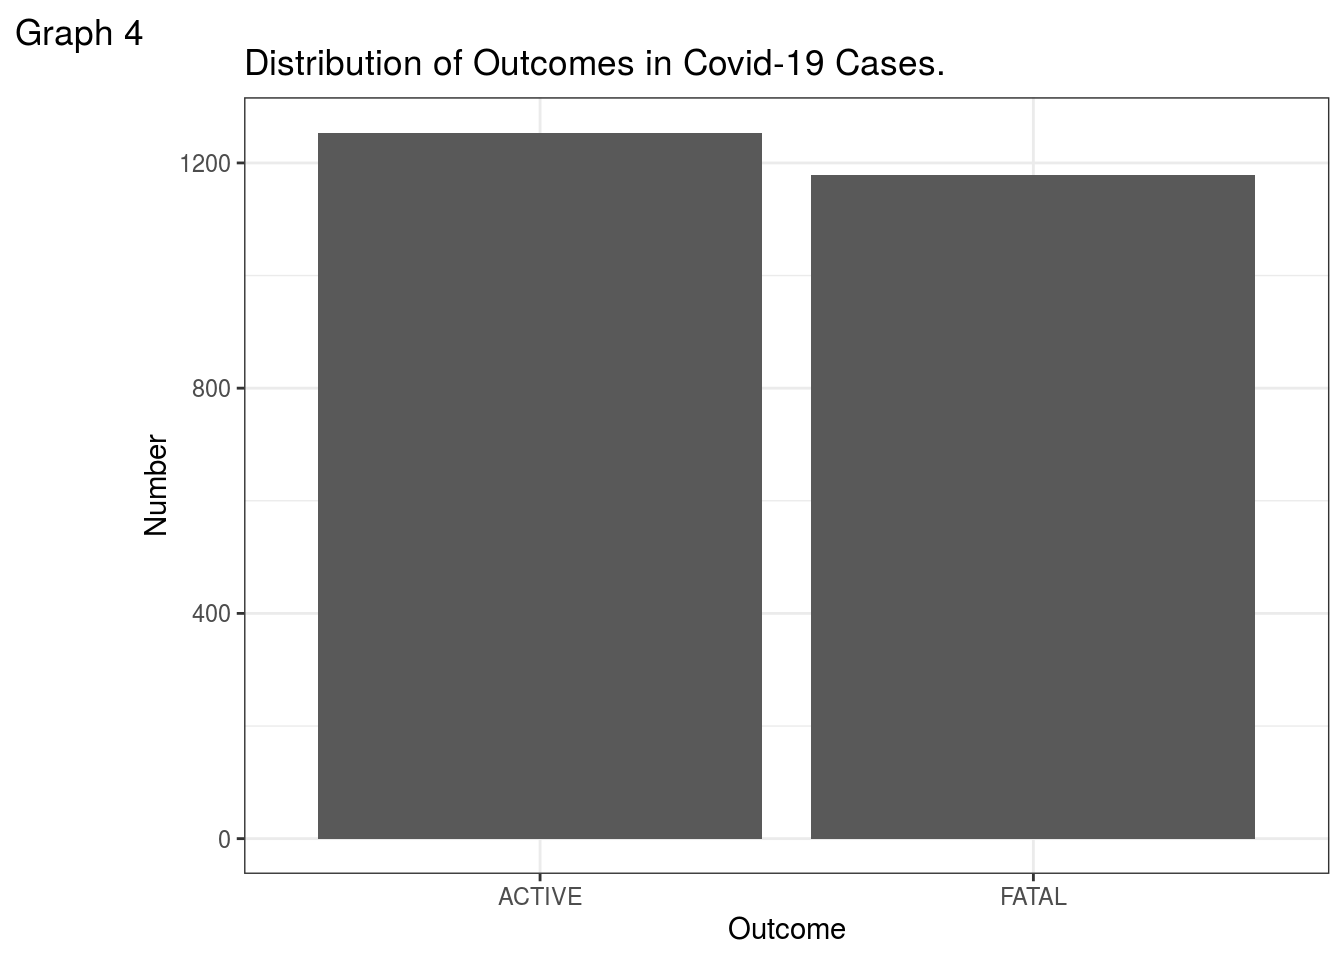 Graph 4
Distribution of Outcomes in Covid-19 Cases.
1200
800
400
0
Number
ACTIVE
FATAL
Outcome